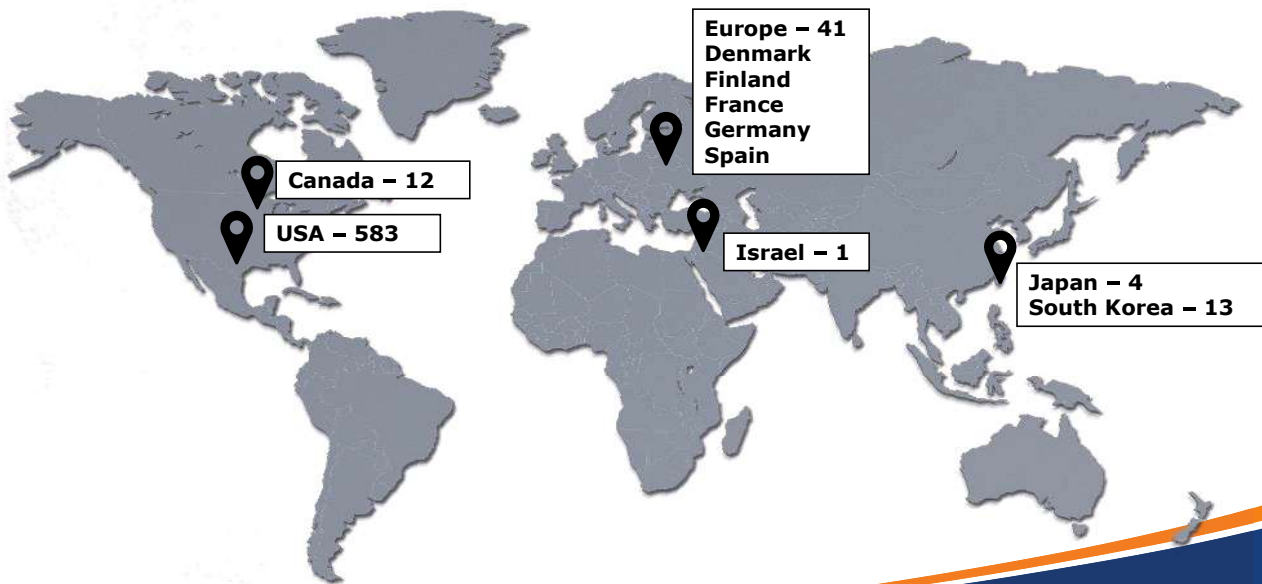 Europe – 41
Denmark
Finland
France
Germany
Spain
Canada – 12
USA – 583
Israel – 1
Japan – 4
South Korea – 13